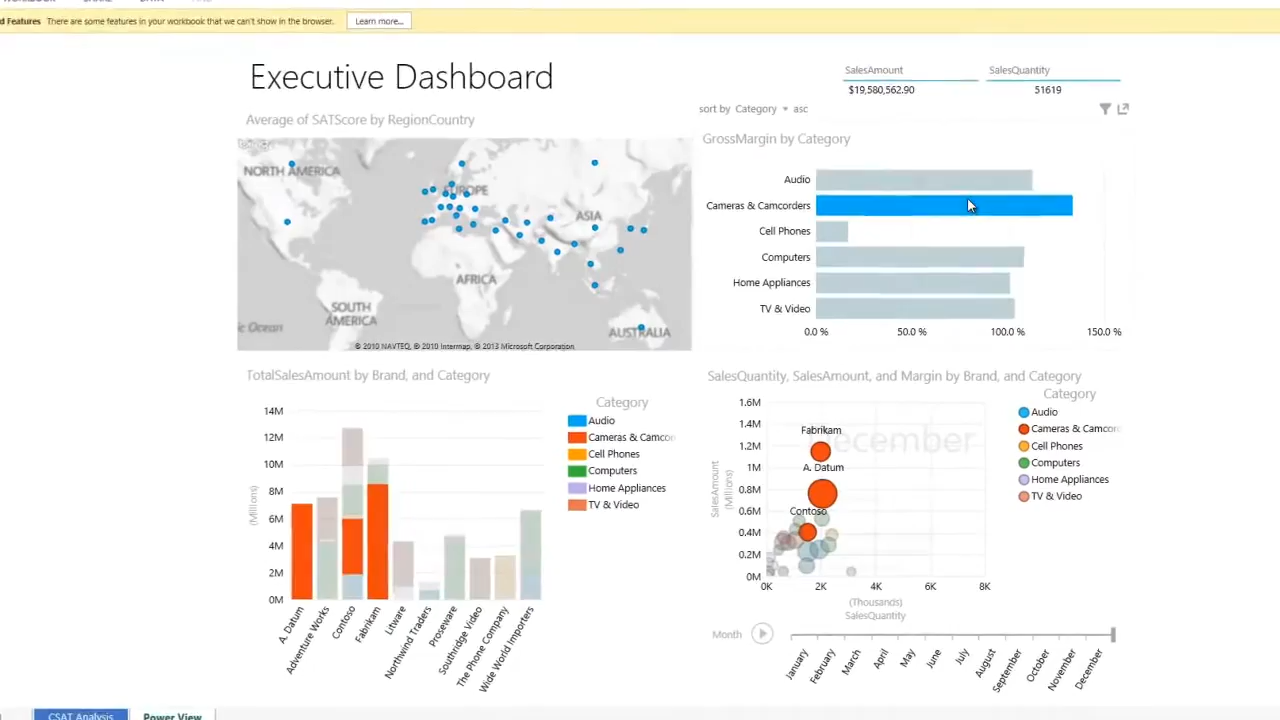 d Features There are some features in your workbook that we can't show in the browser. Learn more...
Executive Dashboard
SalesAmount
$19,580,562.90
SalesQuantity
51619
sort by Category asc
Average of SATScore by RegionCountry
NORTH AMERICA
EUROPE
ASIA
AFRICA
SOUTH AMERICA
AUSTRALIA
ic Ocean
© 2010 NAVTEQ, © 2010 Intermap, © 2013 Microsoft Corporation
GrossMargin by Category
Audio
Cameras & Camcorders
Cell Phones
Computers
Home Appliances
TV & Video
0.0 % 50.0 % 100.0 % 150.0 %
TotalSalesAmount by Brand, and Category
14M
12M
10M
8M
6M
4M
2M
0M
(Millions)
A. Datum
Adventure Works
Contoso
Fabrikam
Litware
Northwind Traders
Proseware
Southridge Video
The Phone Company
Wide World Importers
Category
Audio
Cameras & Camco
Cell Phones
Computers
Home Appliances
TV & Video
SalesQuantity, SalesAmount, and Margin by Brand, and Category
1.6M
1.4M
1.2M
1M
0.8M
0.6M
0.4M
0.2M
0M
SalesAmount
(Millions)
December
Fabrikam
A. Datum
Contoso
0K 2K 4K 6K 8K
(Thousands)
SalesQuantity
Category
Audio
Cameras & Camcor
Cell Phones
Computers
Home Appliances
TV & Video
Month
January
February
March
April
May
June
July
August
September
October
November
December
CSAT Analysis
Power View